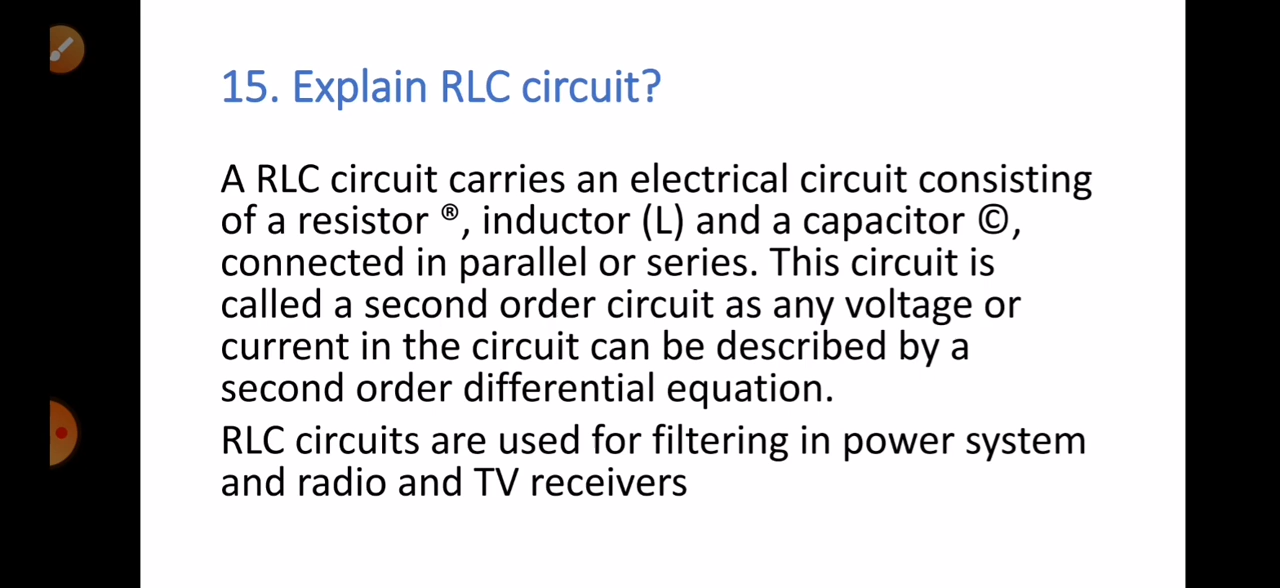 15. Explain RLC circuit?
A RLC circuit carries an electrical circuit consisting
of a resistor ®, inductor (L) and a capacitor ©,
connected in parallel or series. This circuit is
called a second order circuit as any voltage or
current in the circuit can be described by a
second order differential equation.
RLC circuits are used for filtering in power system
and radio and TV receivers